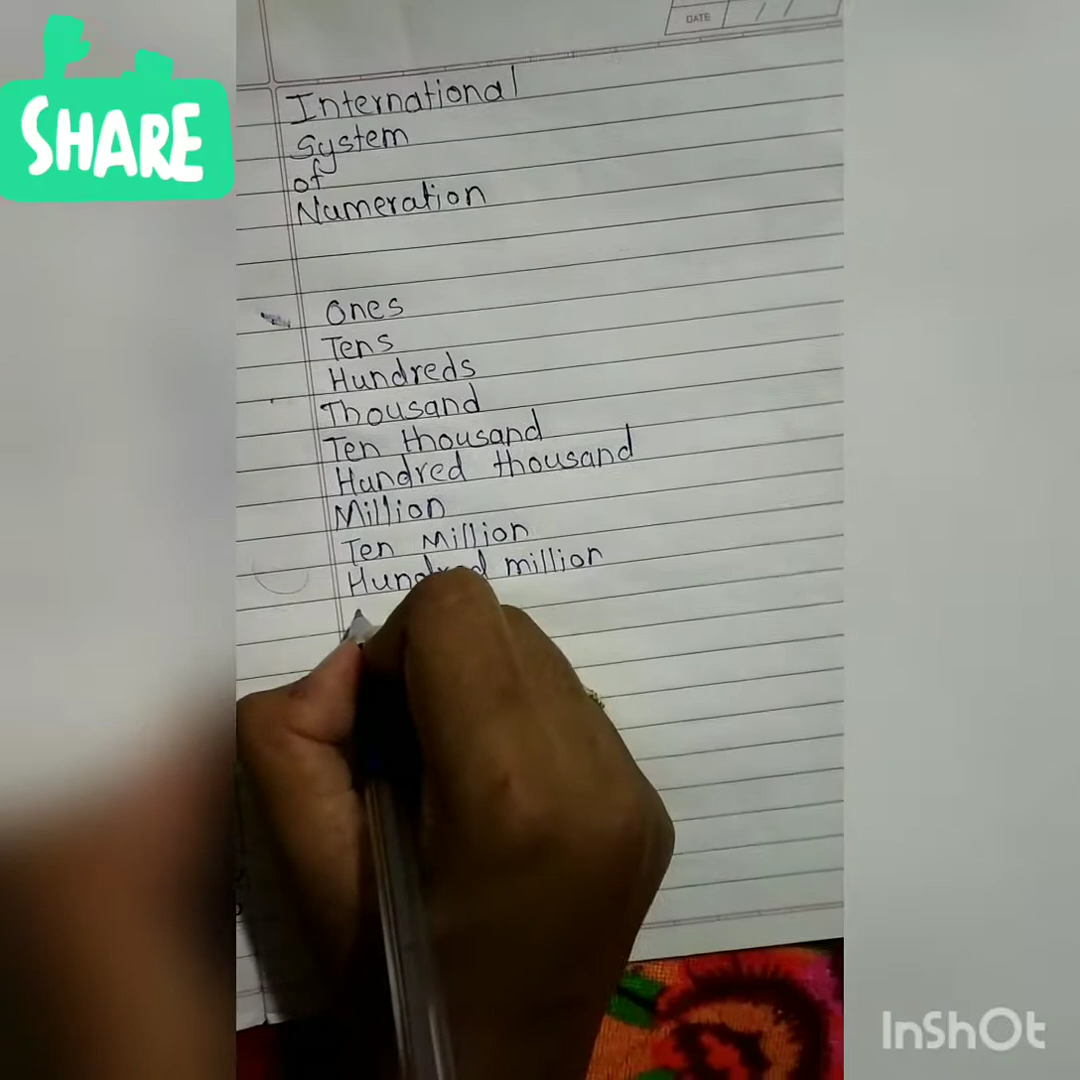 SHARE
DATE
International
System
of
Numeration
Ones
Tens
Hundreds
Thousand
Ten thousand
Hundred thousand
Million
Ten Million
Hundred million
InShOt